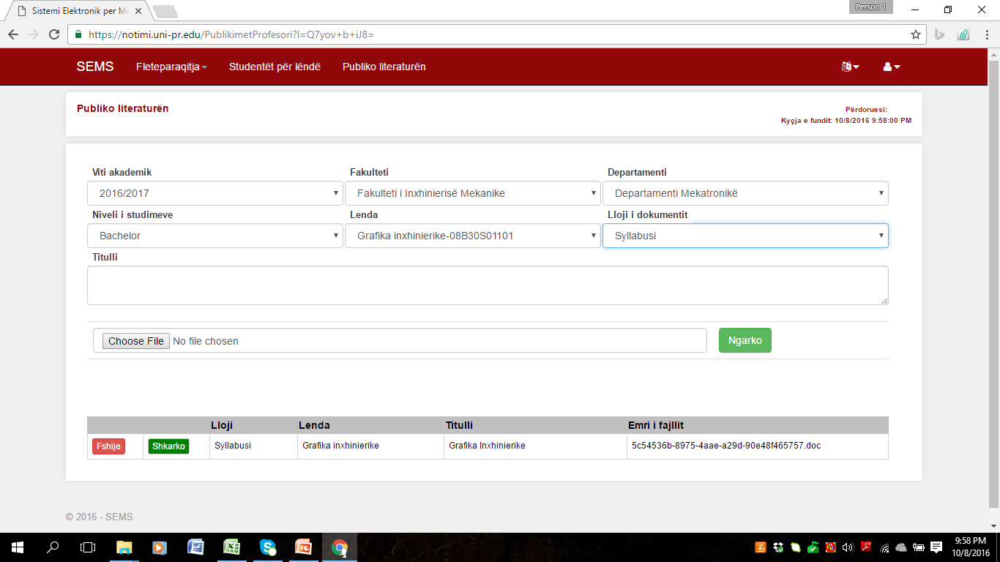 Sistemi Elektronik per Me
Person 1
https://notimi.uni-pr.edu/PublikimetProfesori?I=Q7yov+b+iJ8=
SEMS Fleteparaqitja Studentët për lëndë Publiko literaturën
Publiko literaturën
Përdoruesi:
Kyçja e fundit: 10/8/2016 9:58:00 PM
Viti akademik Fakulteti Departamenti
2016/2017 Fakulteti i Inxhinierisë Mekanike Departamenti Mekatronikë
Niveli i studimeve Lenda Lloji i dokumentit
Bachelor Grafika inxhinierike-08B30S01101 Syllabusi
Titulli
Choose File No file chosen Ngarko
Lloji Lenda Titulli Emri i fajllit
Fshije Shkarko Syllabusi Grafika inxhinierike Grafika Inxhinierike 5c54536b-8975-4aae-a29d-90e48f465757.doc
© 2016 - SEMS
9:58 PM
10/8/2016